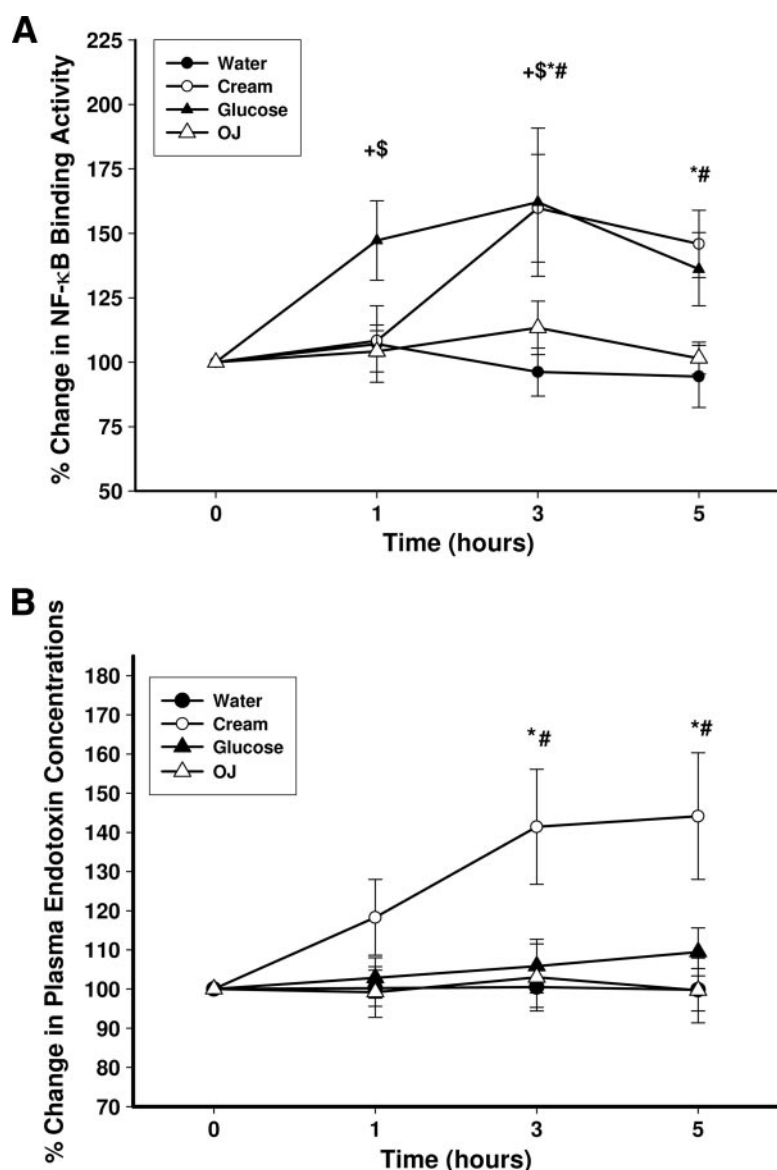 A
% Change in NF-κB Binding Activity
225
200
175
150
125
100
75
50
Water
Cream
Glucose
OJ
+$
+$*#
*#
0 1 3 5
Time (hours)
B
% Change in Plasma Endotoxin Concentrations
180
170
160
150
140
130
120
110
100
90
80
70
Water
Cream
Glucose
OJ
*#
*#
0 1 3 5
Time (hours)